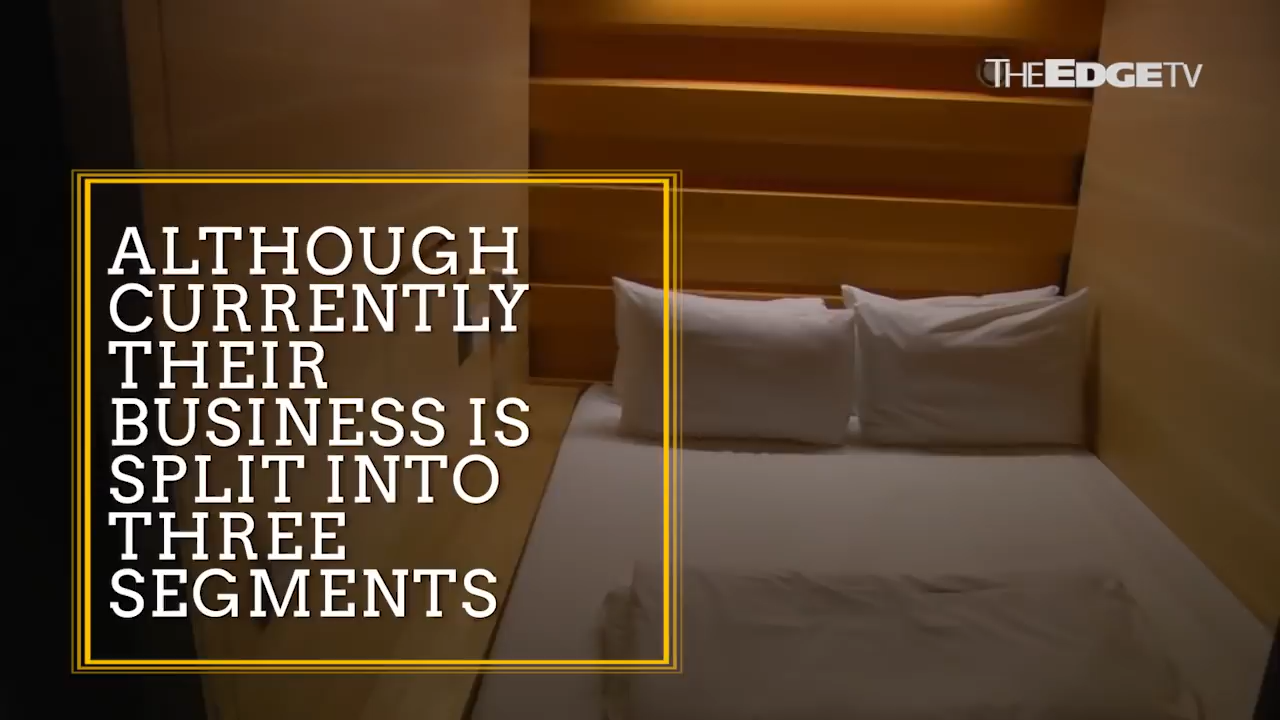 THEEDGETV
ALTHOUGH
CURRENTLY
THEIR
BUSINESS IS
SPLIT INTO
THREE
SEGMENTS